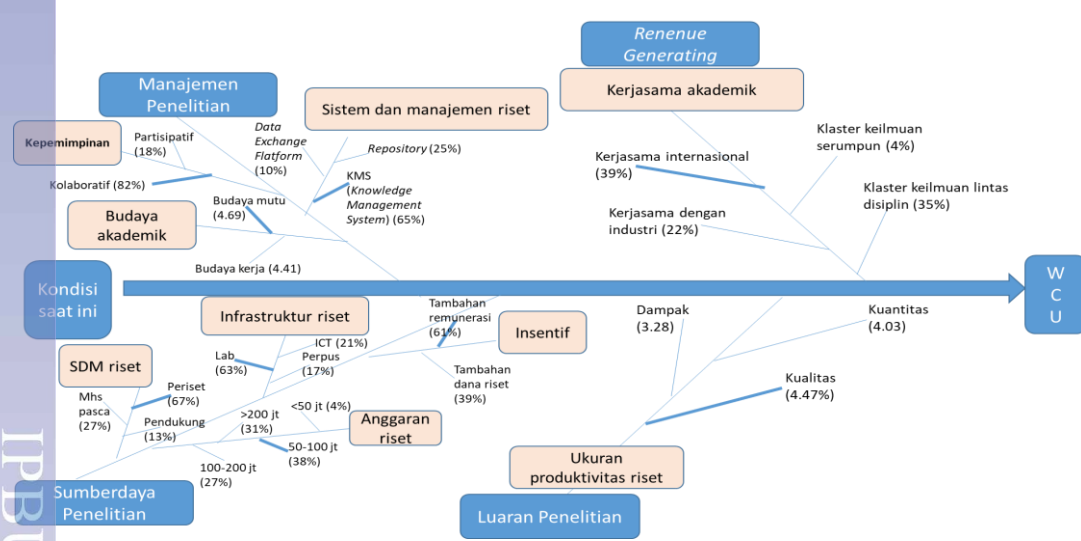 Renene
Generating
Kerjasama akademik
Manajemen
Penelitian
Sistem dan manajemen riset
Kepemimpinan
Partisipatif
(18%)
Kolaboratif (82%)
Data
Exchange
Flatform
(10%)
Repository (25%)
KMS
(Knowledge
Management
System) (65%)
Budaya
akademik
Budaya mutu
(4.69)
Budaya kerja (4.41)
Kerjasama internasional
(39%)
Kerjasama dengan
industri (22%)
Klaster keilmuan
serumpun (4%)
Klaster keilmuan lintas
disiplin (35%)
Kondisi
saat ini
W
C
U
Infrastruktur riset
ICT (21%)
Lab
(63%)
Perpus
(17%)
Tambahan
remunerasi
(61%)
Insentif
Tambahan
dana riset
(39%)
SDM riset
Mhs
pasca
(27%)
Periset
(67%)
Pendukung
(13%)
>200 jt
(31%)
<50 jt (4%)
Anggaran
riset
50-100 jt
(38%)
100-200 jt
(27%)
Sumberdaya
Penelitian
Dampak
(3.28)
Kuantitas
(4.03)
Kualitas
(4.47%)
Ukuran
produktivitas riset
Luaran Penelitian
IPBU